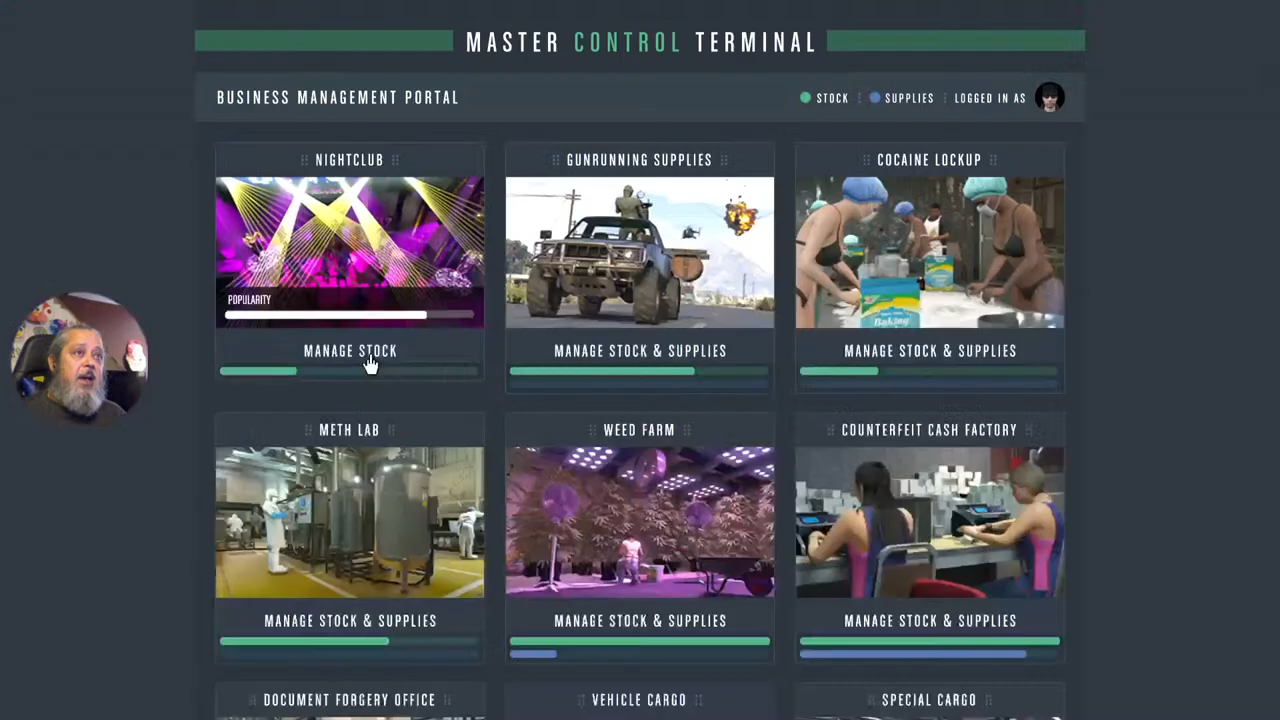 MASTER CONTROL TERMINAL
BUSINESS MANAGEMENT PORTAL
STOCK
SUPPLIES
LOGGED IN AS
NIGHTCLUB
GUNRUNNING SUPPLIES
COCAINE LOCKUP
POPULARITY
Baking
MANAGE STOCK
MANAGE STOCK & SUPPLIES
MANAGE STOCK & SUPPLIES
METH LAB
WEED FARM
COUNTERFEIT CASH FACTORY
MANAGE STOCK & SUPPLIES
MANAGE STOCK & SUPPLIES
MANAGE STOCK & SUPPLIES
DOCUMENT FORGERY OFFICE
VEHICLE CARGO
SPECIAL CARGO